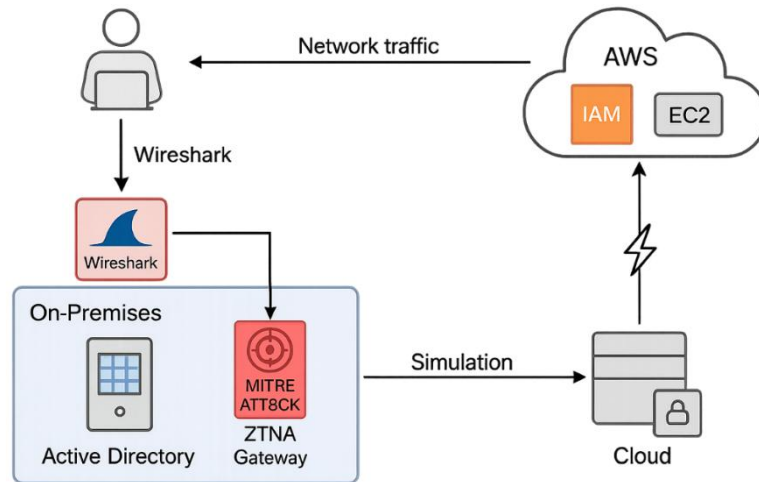 Network traffic
AWS
IAM
EC2
Wireshark
Wireshark
On-Premises
MITRE
ATT8CK
Simulation
Active Directory
ZTNA
Gateway
Cloud